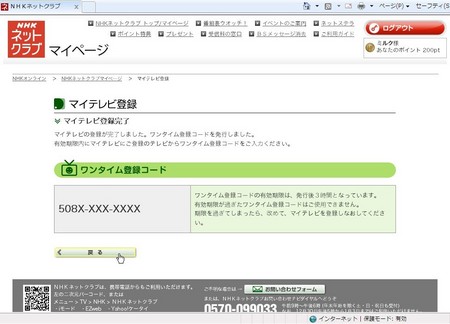 NHKネットクラブ
ページ(P)
セーフティ(S)
NHK
ネット
クラブ
マイページ
NHKネットクラブ トップ/マイページ
番組表ウオッチ!
イベントのご案内
ネットステラ
ポイント特典
プレゼント
受信料の窓口
BSメッセージ消去
ご利用ガイド
ログアウト
ミルク様
あなたのポイント 200pt
NHKオンライン > NHKネットクラブマイページ > マイテレビ登録
マイテレビ登録
マイテレビ登録完了
マイテレビの登録が完了しました。ワンタイム登録コードを発行しました。
有効期限内にマイテレビにご登録のテレビからワンタイム登録コードをご入力ください。
ワンタイム登録コード
508X-XXX-XXXX
ワンタイム登録コードの有効期限は、発行後3時間となっています。
有効期限が過ぎたワンタイム登録コードはご使用できません。
期限を過ぎてしまったら、改めて、マイテレビを登録しなおしてください。
戻る
NHKネットクラブは、携帯電話からもご利用いただけます。
左の二次元バーコード、または
メニュー > TV > NHK > NHKネットクラブ
・iモード ・EZweb ・Yahoo!ケータイ
お問い合わせフォーム
または、NHKネットクラブお問い合わせナビダイヤルへどうぞ
0570-099033
インターネット | 保護モード: 有効